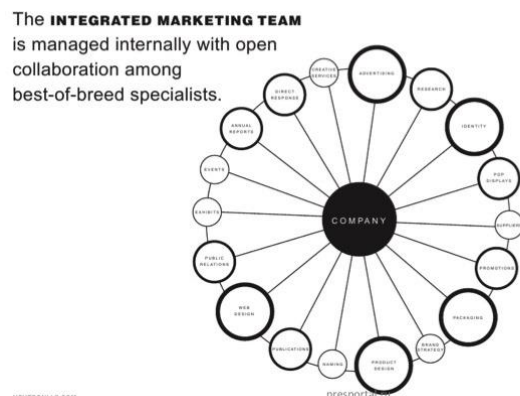 The INTEGRATED MARKETING TEAM
is managed internally with open
collaboration among
best-of-breed specialists.
CREATIVE
SERVICES
ADVERTISING
RESEARCH
DIRECT
RESPONSE
IDENTITY
ANNUAL
REPORTS
POP
DISPLAYS
EVENTS
EXHIBITS
COMPANY
SUPPLIERS
PUBLIC
RELATIONS
PROMOTIONS
WEB
DESIGN
PACKAGING
PUBLICATIONS
BRAND
STRATEGY
NAMING
PRODUCT
DESIGN